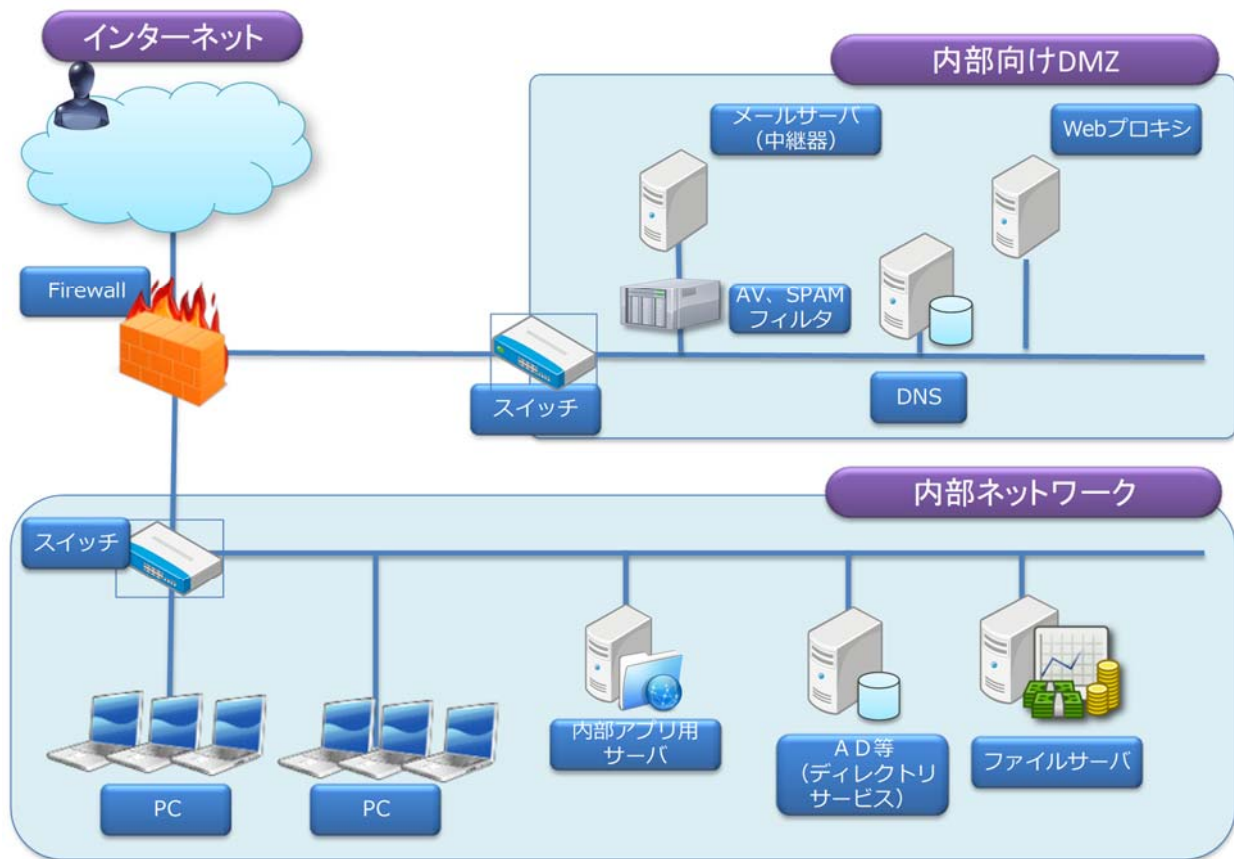 インターネット
内部向けDMZ
メールサーバ
（中継器）
Webプロキシ
Firewall
AV、SPAM
フィルタ
スイッチ
DNS
内部ネットワーク
スイッチ
内部アプリ用
サーバ
ＡＤ等
（ディレクトリ
サービス）
ファイルサーバ
PC
PC